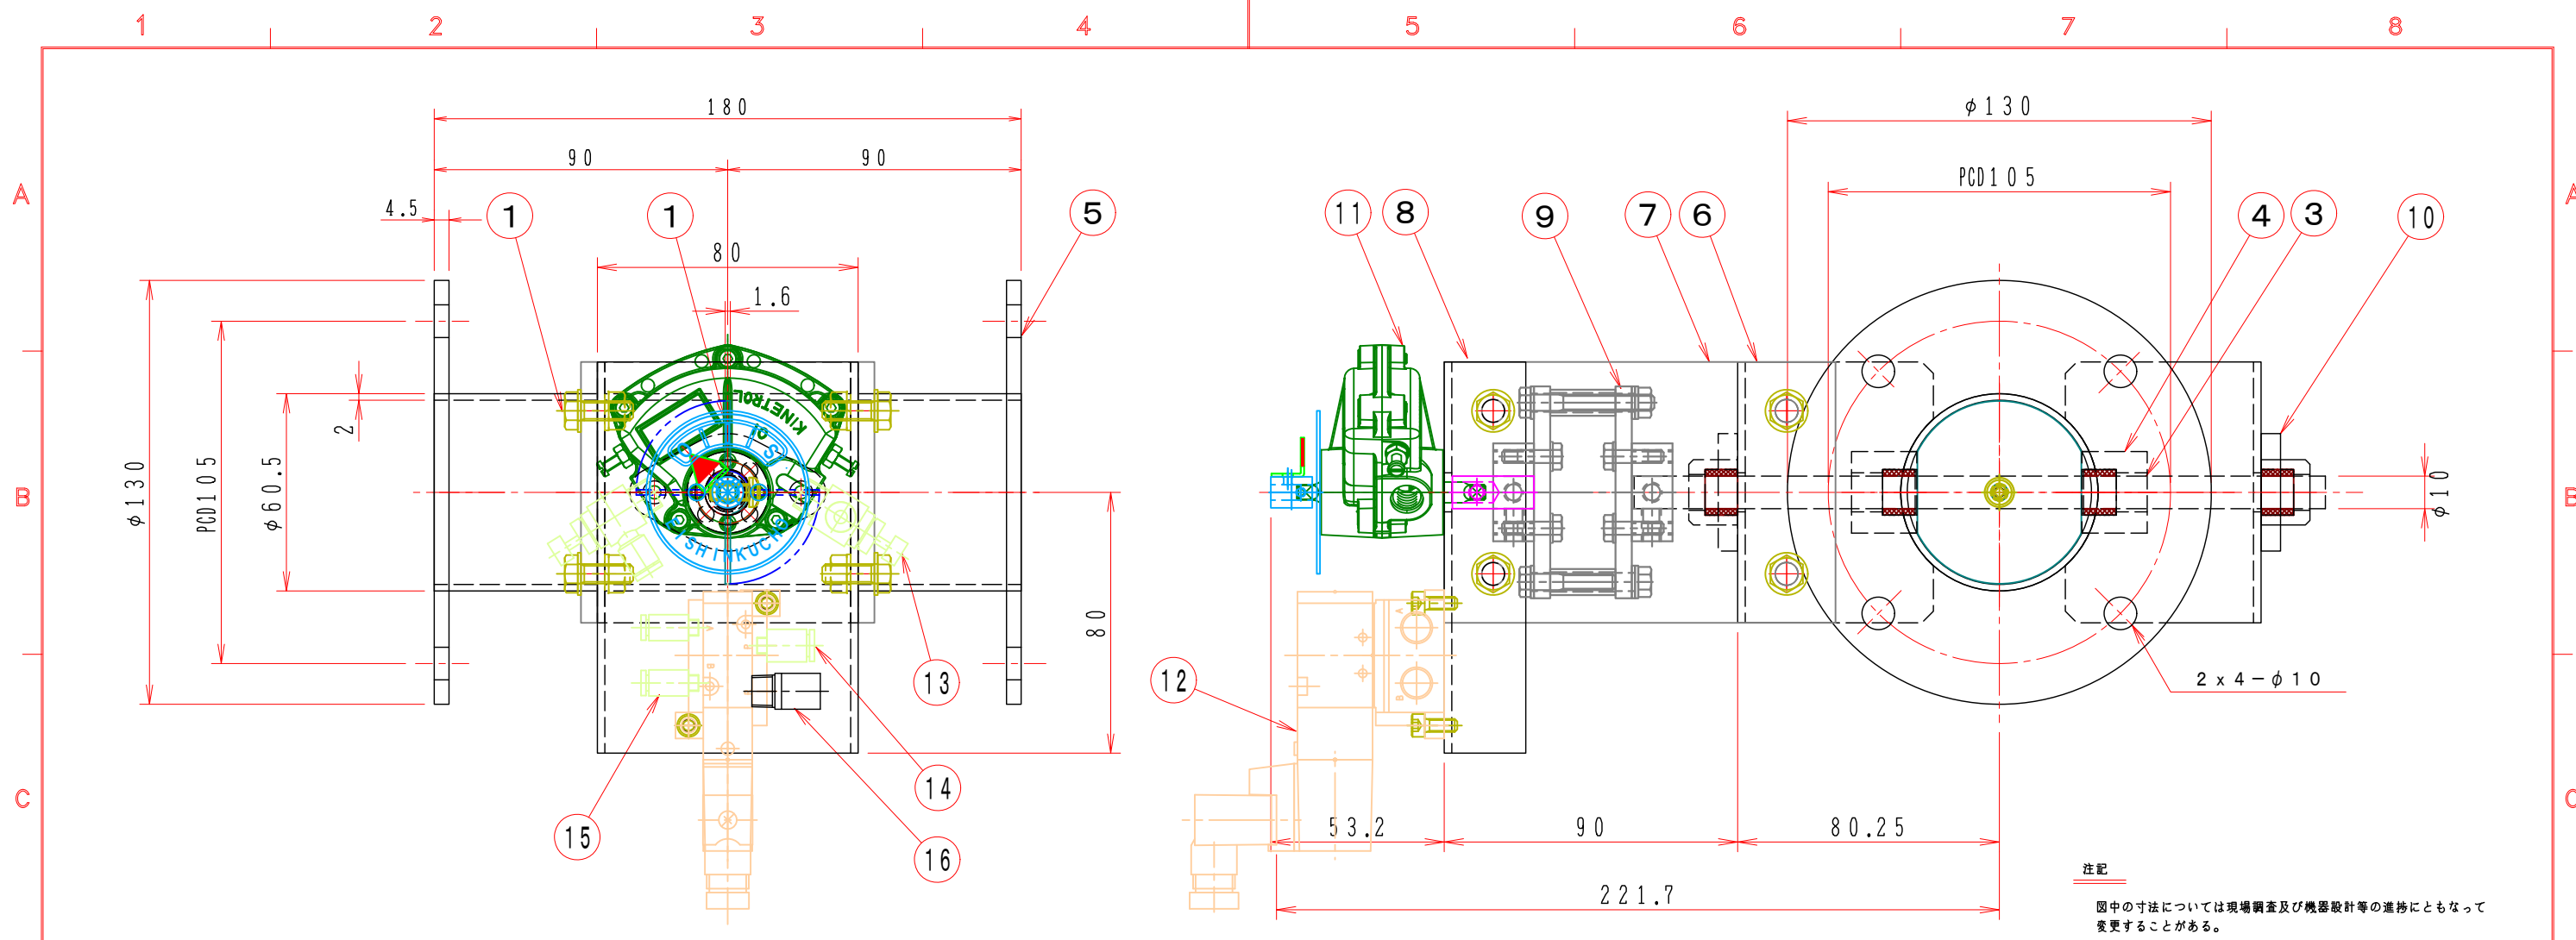 1 2 3 4 5 6 7 8
A A
180 φ130
90 90
PCD105
4.5 1 1 5 11 8 9 7 6 4 3 10
80
1.6
KINETROL
2
B B
φ130 PCD105 φ60.5 φ10
80
13 12 2x4-φ10
C C
14
15 16
53.2 90 80.25
注記
221.7
図中の寸法については現場調査及び機器設計等の進捗にともなって
変更することがある。